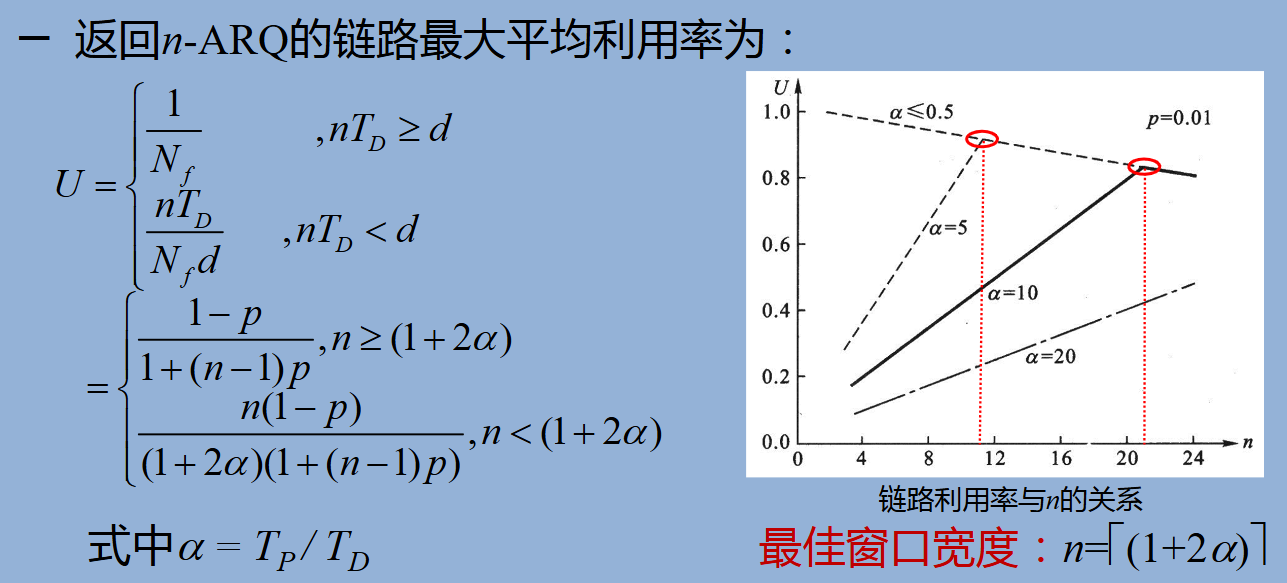 – 返回n-ARQ的链路最大平均利用率为：
U = { 1/N_f ,nT_D ≥ d
nT_D/(N_f d) ,nT_D < d
= { (1−p)/(1+(n−1)p) ,n ≥ (1+2α)
n(1−p)/((1+2α)(1+(n−1)p)) ,n < (1+2α)
式中α = T_P / T_D
U
1.0
0.8
0.6
0.4
0.2
0.0
α≤0.5
p=0.01
α=5
α=10
α=20
0 4 8 12 16 20 24 n
链路利用率与n的关系
最佳窗口宽度：n=⌈(1+2α)⌉